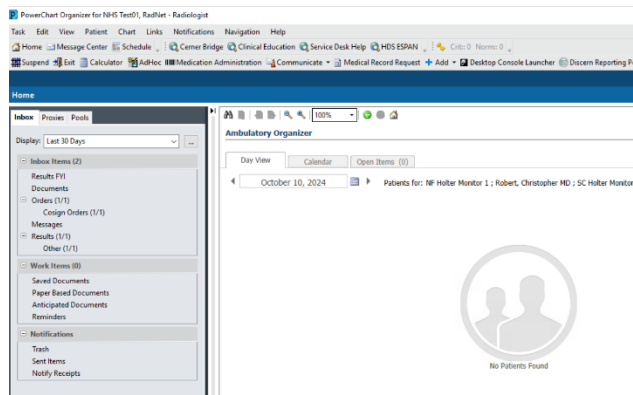 PowerChart Organizer for NHS Test01, RadNet - Radiologist
Task Edit View Patient Chart Links Notifications Navigation Help
Home Message Center Schedule Cerner Bridge Clinical Education Service Desk Help HDS ESPAN Crits: 0 Norms: 0
Suspend Exit Calculator AdHoc Medication Administration Communicate Medical Record Request Add Desktop Console Launcher Discern Reporting P
Home
Inbox Proxies Pools
100%
Ambulatory Organizer
Display: Last 30 Days ...
Day View Calendar Open Items (0)
Inbox Items (2)
Results FYI
Documents
Orders (1/1)
Cosign Orders (1/1)
Messages
Results (1/1)
Other (1/1)
October 10, 2024 Patients for: NF Holter Monitor 1 ; Robert, Christopher MD ; SC Holter Monitor
Work Items (0)
Saved Documents
Paper Based Documents
Anticipated Documents
Reminders
Notifications
Trash
Sent Items
Notify Receipts
No Patients Found